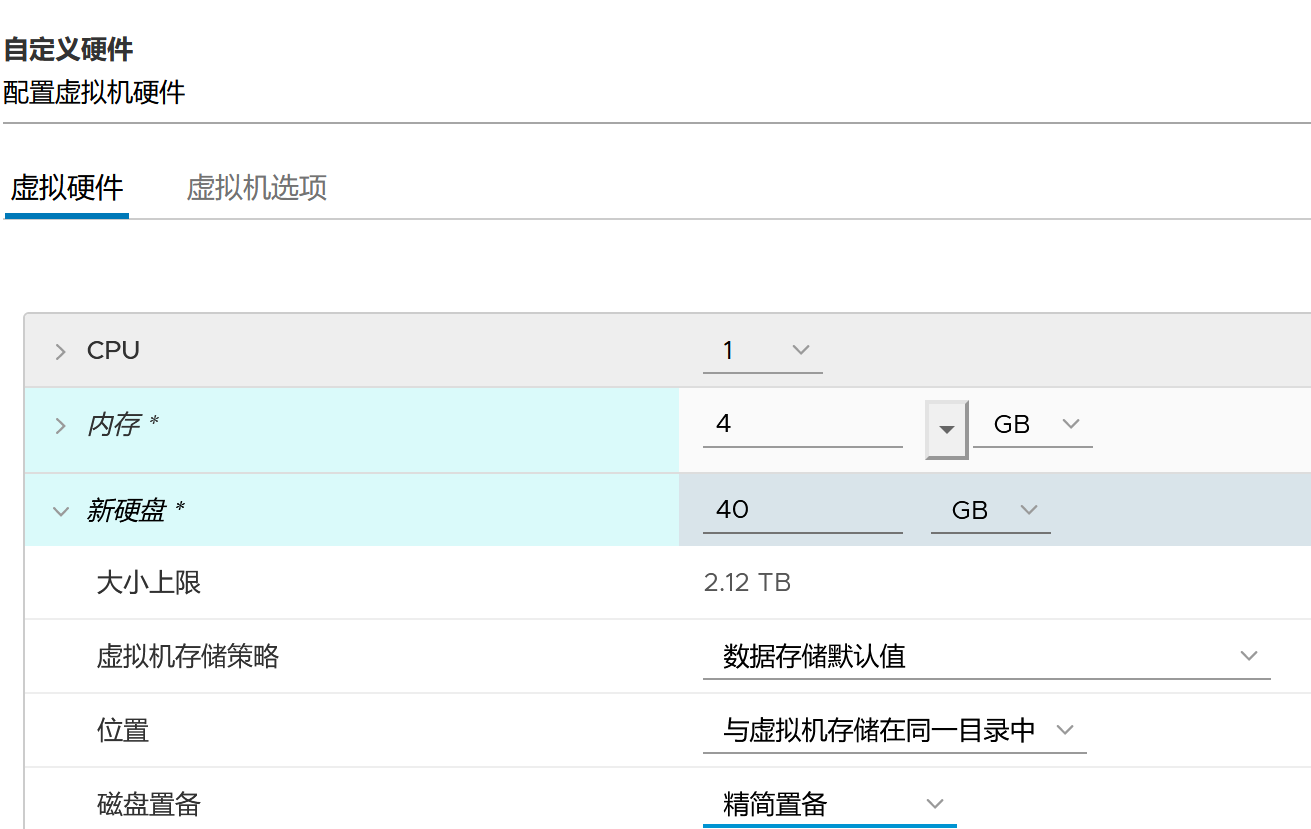 自定义硬件
配置虚拟机硬件
虚拟硬件 虚拟机选项
CPU 1
内存 * 4 GB
新硬盘 * 40 GB
大小上限 2.12 TB
虚拟机存储策略 数据存储默认值
位置 与虚拟机存储在同一目录中
磁盘置备 精简置备